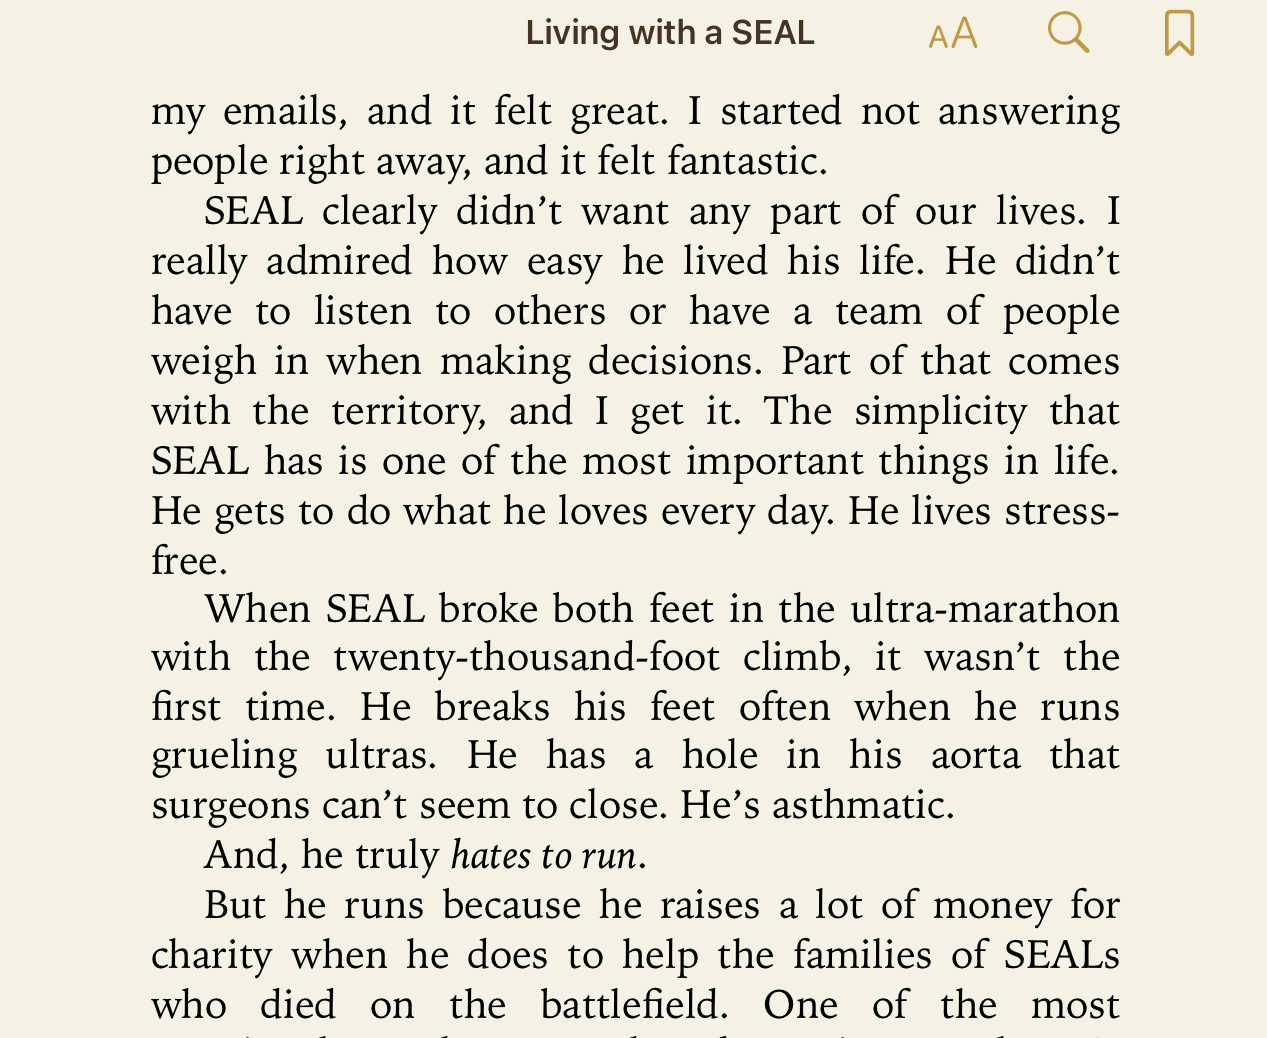 Living with a SEAL
AA
my emails, and it felt great. I started not answering
people right away, and it felt fantastic.
SEAL clearly didn’t want any part of our lives. I
really admired how easy he lived his life. He didn’t
have to listen to others or have a team of people
weigh in when making decisions. Part of that comes
with the territory, and I get it. The simplicity that
SEAL has is one of the most important things in life.
He gets to do what he loves every day. He lives stress-
free.
When SEAL broke both feet in the ultra-marathon
with the twenty-thousand-foot climb, it wasn’t the
first time. He breaks his feet often when he runs
grueling ultras. He has a hole in his aorta that
surgeons can’t seem to close. He’s asthmatic.
And, he truly hates to run.
But he runs because he raises a lot of money for
charity when he does to help the families of SEALs
who died on the battlefield. One of the most